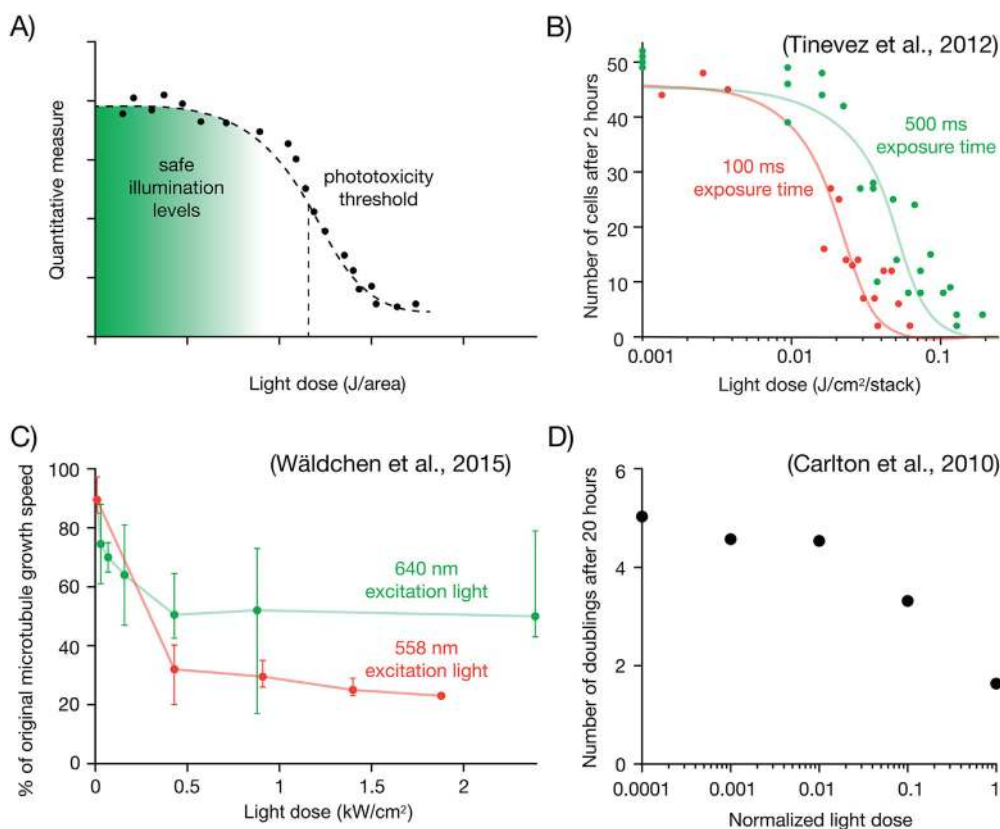 A)
Quantitative measure
safe
illumination
levels
phototoxicity
threshold
0
1
2
Light dose (J/area)
B)
(Tinevez et al., 2012)
Number of cells after 2 hours
50
40
30
20
10
0
500 ms
exposure time
100 ms
exposure time
0.001
0.01
0.1
Light dose (J/cm²/stack)
C)
(Wäldchen et al., 2015)
% of original microtubule growth speed
100
80
60
40
20
0
640 nm
excitation light
558 nm
excitation light
0
0.5
1
1.5
2
Light dose (kW/cm²)
D)
(Carlton et al., 2010)
Number of doublings after 20 hours
6
4
2
0
0.0001
0.001
0.01
0.1
1
Normalized light dose